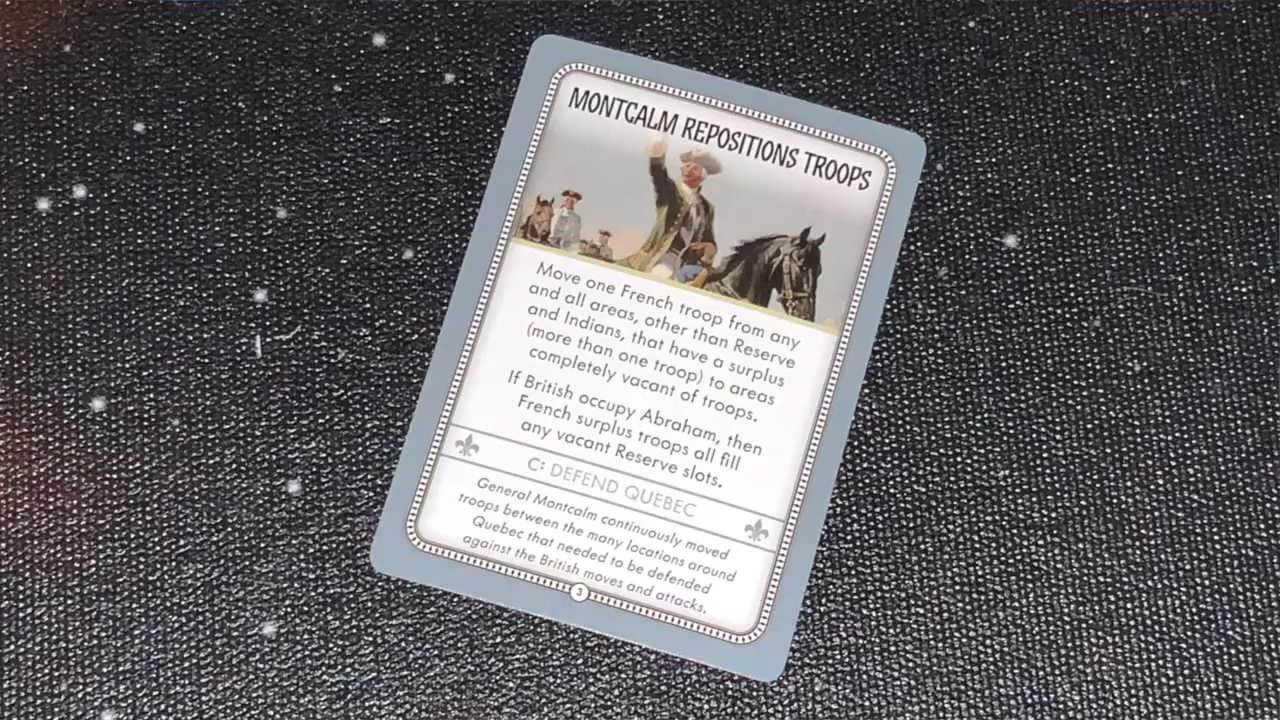 MONTCALM REPOSITIONS TROOPS
Move one French troop from any
and all areas, other than Reserve
and Indians, that have a surplus
(more than one troop) to areas
completely vacant of troops.
If British occupy Abraham, then
French surplus troops all fill
any vacant Reserve slots.
C: DEFEND QUEBEC
General Montcalm continuously moved
troops between the many locations around
Quebec that needed to be defended
against the British moves and attacks.
3